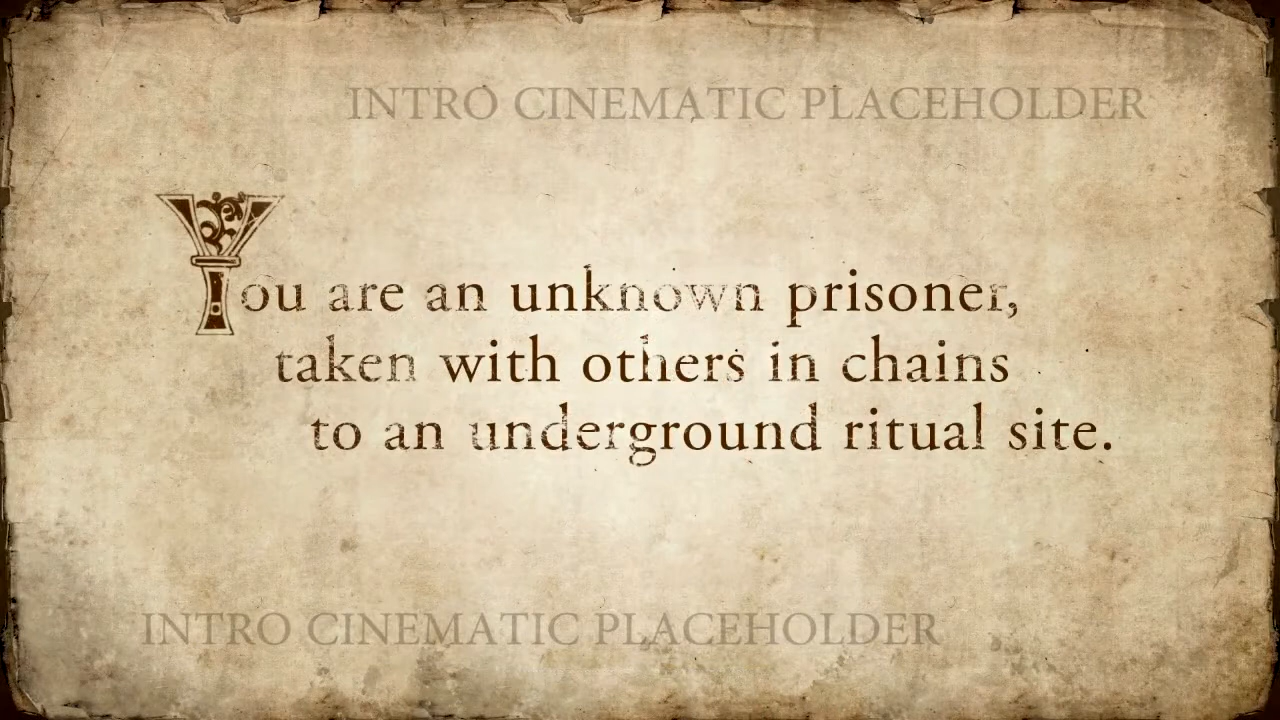 INTRO CINEMATIC PLACEHOLDER
You are an unknown prisoner,
taken with others in chains
to an underground ritual site.
INTRO CINEMATIC PLACEHOLDER